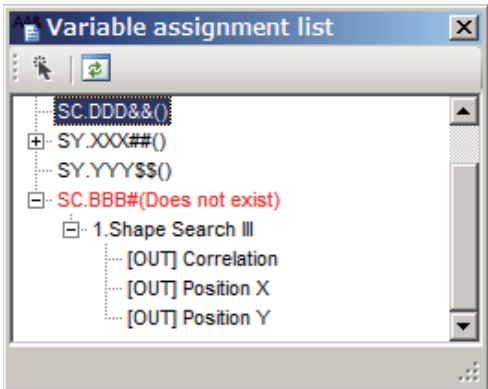 Variable assignment list
SC.DDD&&()
SY.XXX##()
SY.YYY$$()
SC.BBB#(Does not exist)
1.Shape Search III
[OUT] Correlation
[OUT] Position X
[OUT] Position Y